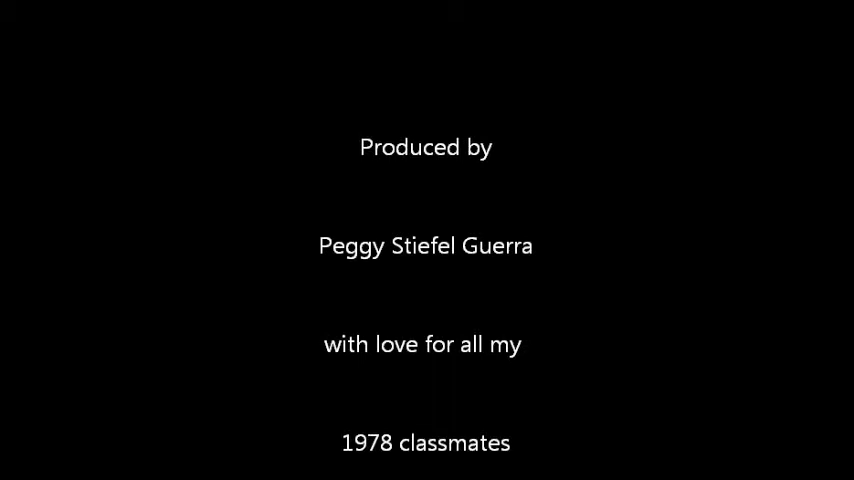 Produced by
Peggy Stiefel Guerra
with love for all my
1978 classmates